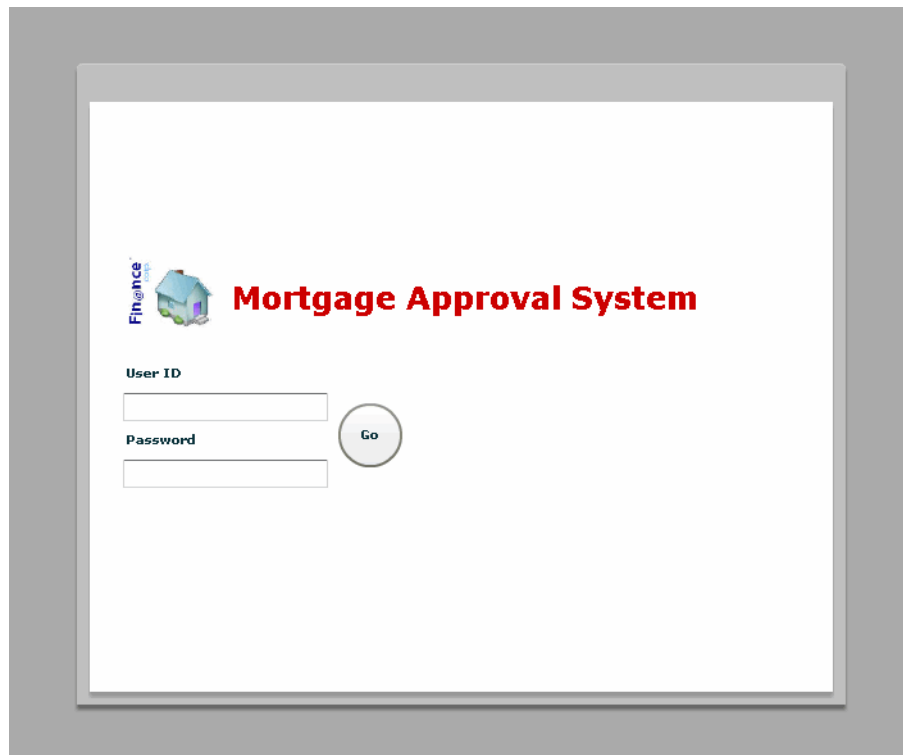 Fin@nce
corp.
Mortgage Approval System
User ID
Password
Go